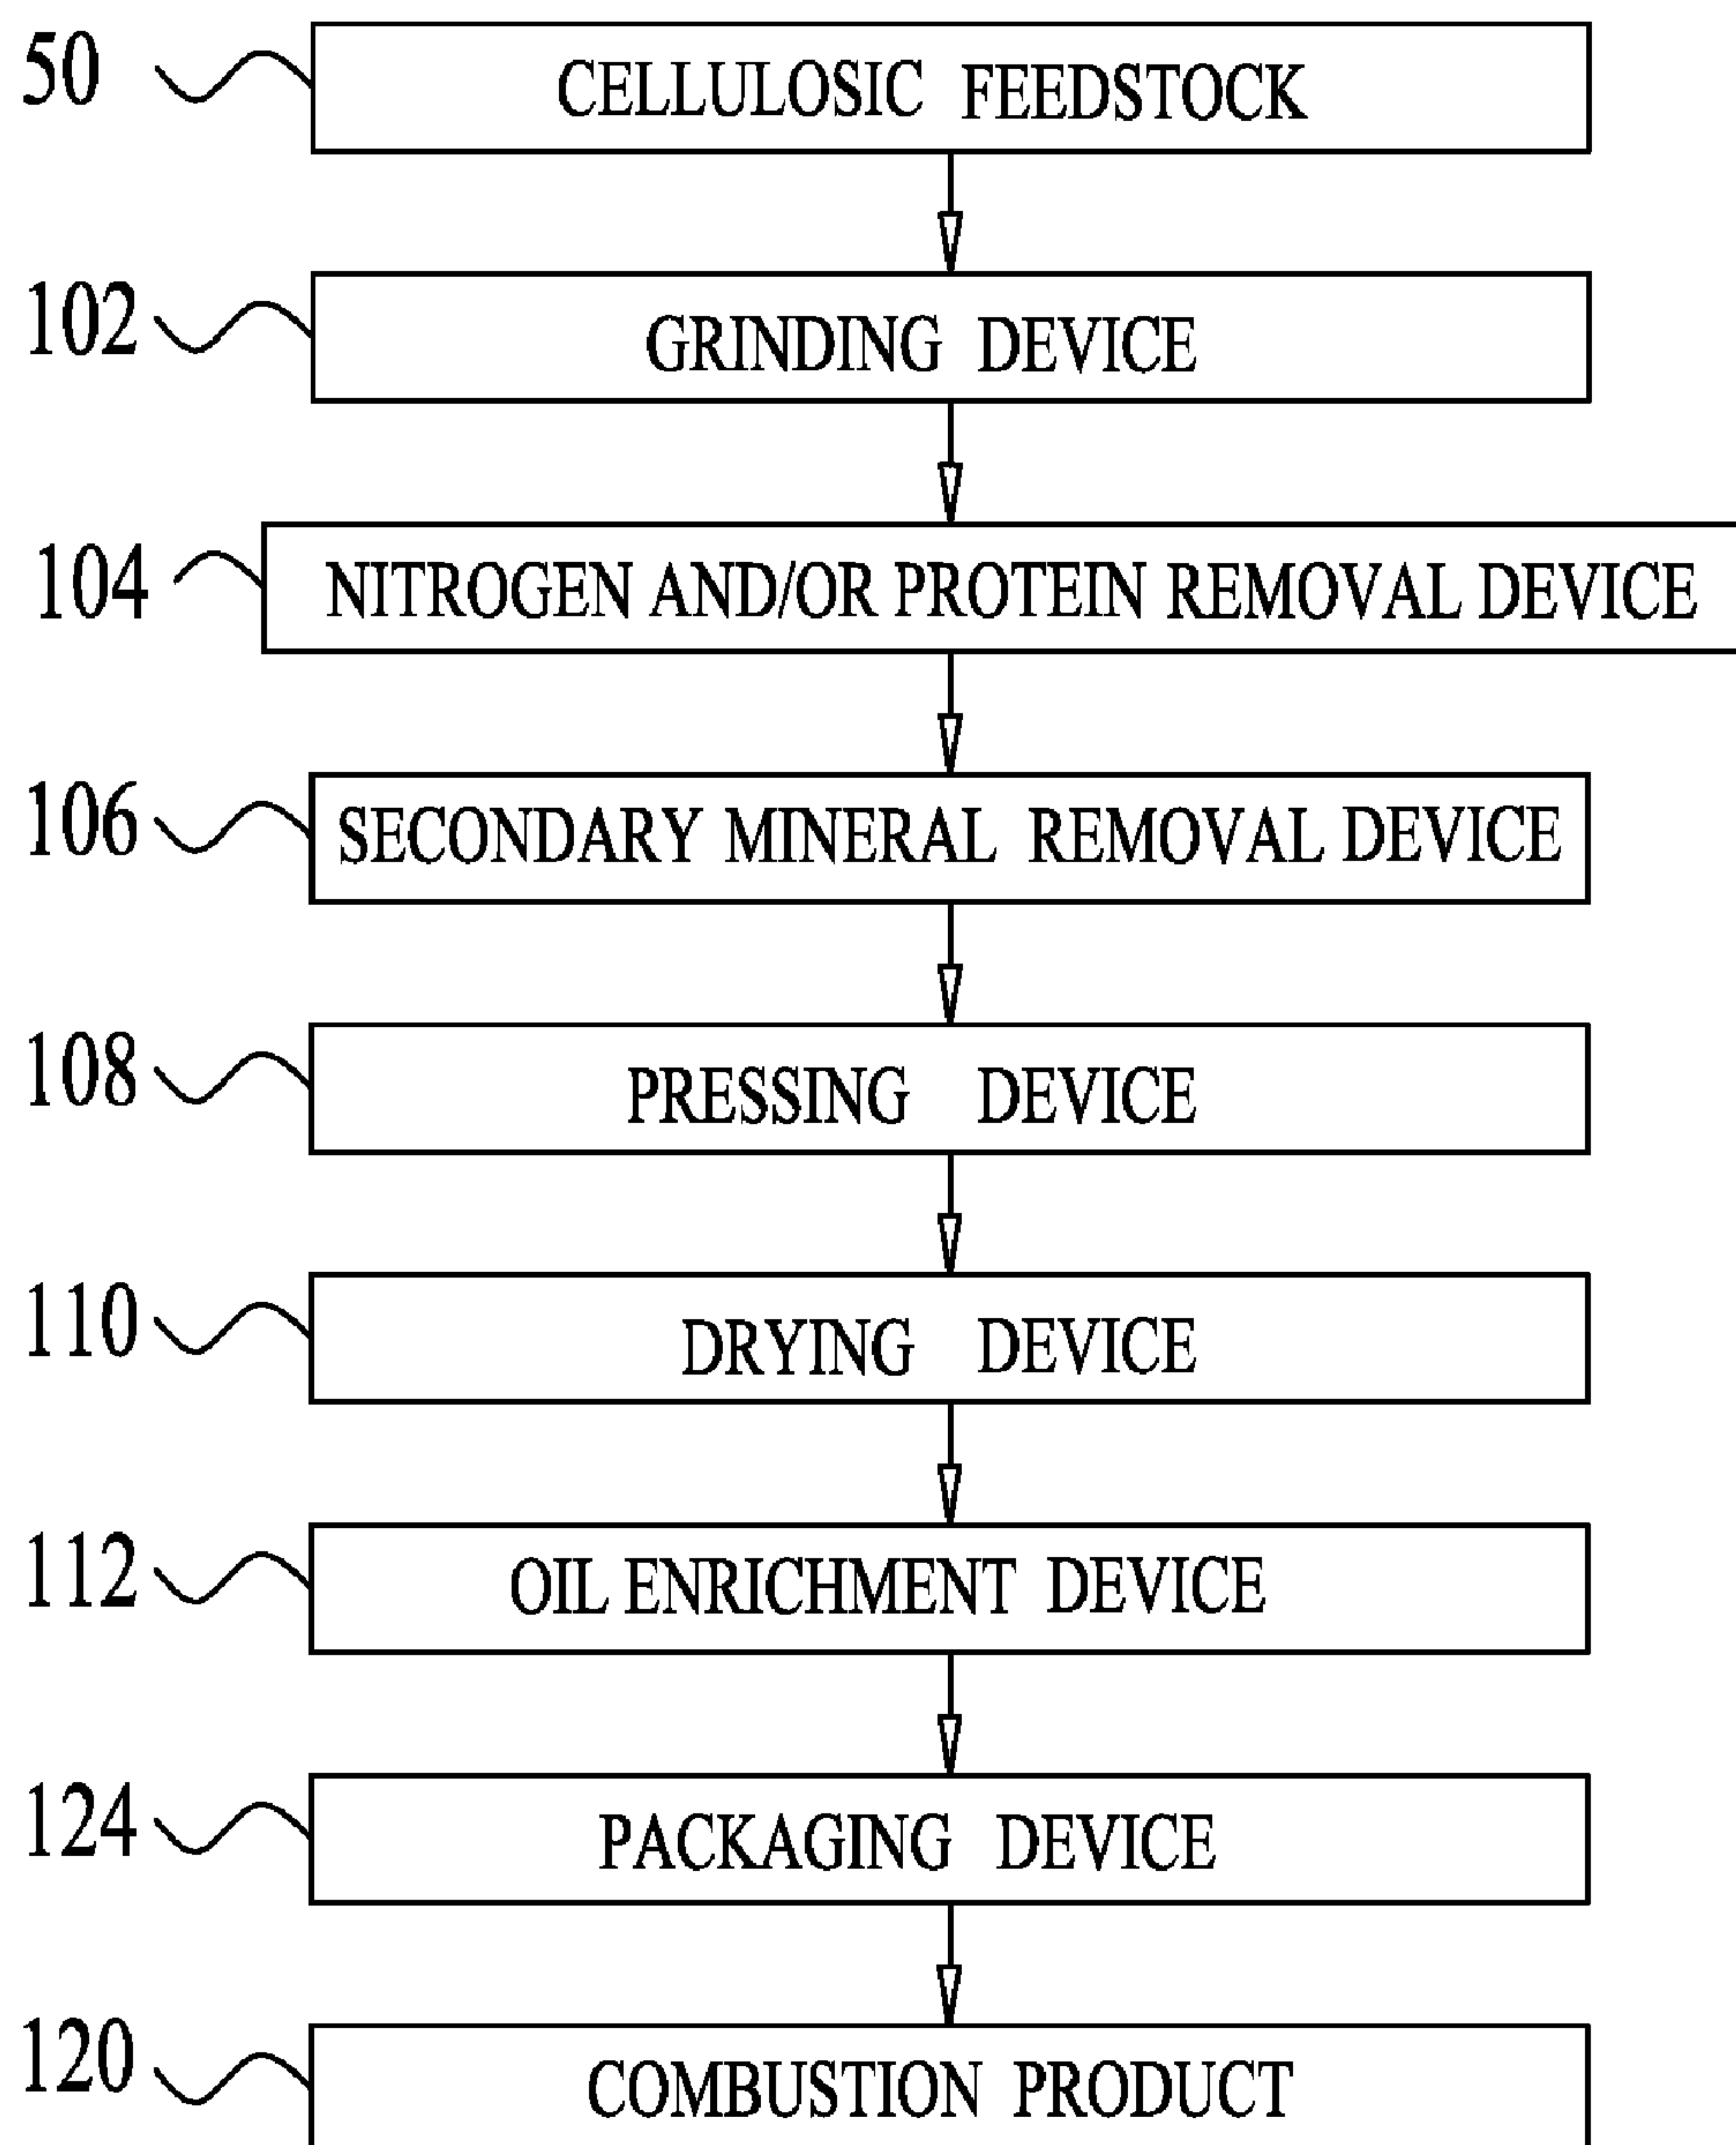 50 CELLULOSIC FEEDSTOCK
102 GRINDING DEVICE
104 NITROGEN AND/OR PROTEIN REMOVAL DEVICE
106 SECONDARY MINERAL REMOVAL DEVICE
108 PRESSING DEVICE
110 DRYING DEVICE
112 OIL ENRICHMENT DEVICE
124 PACKAGING DEVICE
120 COMBUSTION PRODUCT